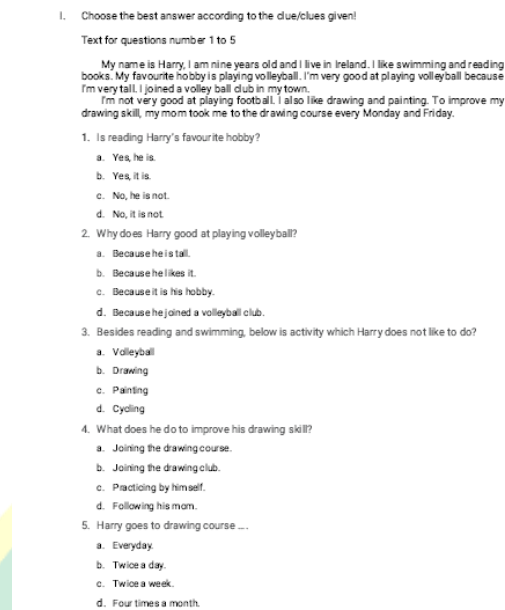 I. Choose the best answer according to the clue/clues given!
Text for questions number 1 to 5
My name is Harry, I am nine years old and I live in Ireland. I like swimming and reading
books. My favourite hobby is playing volleyball. I'm very good at playing volleyball because
I'm very tall. I joined a volley ball club in my town.
I'm not very good at playing football. I also like drawing and painting. To improve my
drawing skill, my mom took me to the drawing course every Monday and Friday.
1. Is reading Harry's favourite hobby?
a. Yes, he is.
b. Yes, it is.
c. No, he is not.
d. No, it is not.
2. Why does Harry good at playing volleyball?
a. Because he is tall.
b. Because he likes it.
c. Because it is his hobby.
d. Because he joined a volleyball club.
3. Besides reading and swimming, below is activity which Harry does not like to do?
a. Volleyball
b. Drawing
c. Painting
d. Cycling
4. What does he do to improve his drawing skill?
a. Joining the drawing course.
b. Joining the drawing club.
c. Practicing by himself.
d. Following his mom.
5. Harry goes to drawing course ....
a. Everyday.
b. Twice a day.
c. Twice a week.
d. Four times a month.